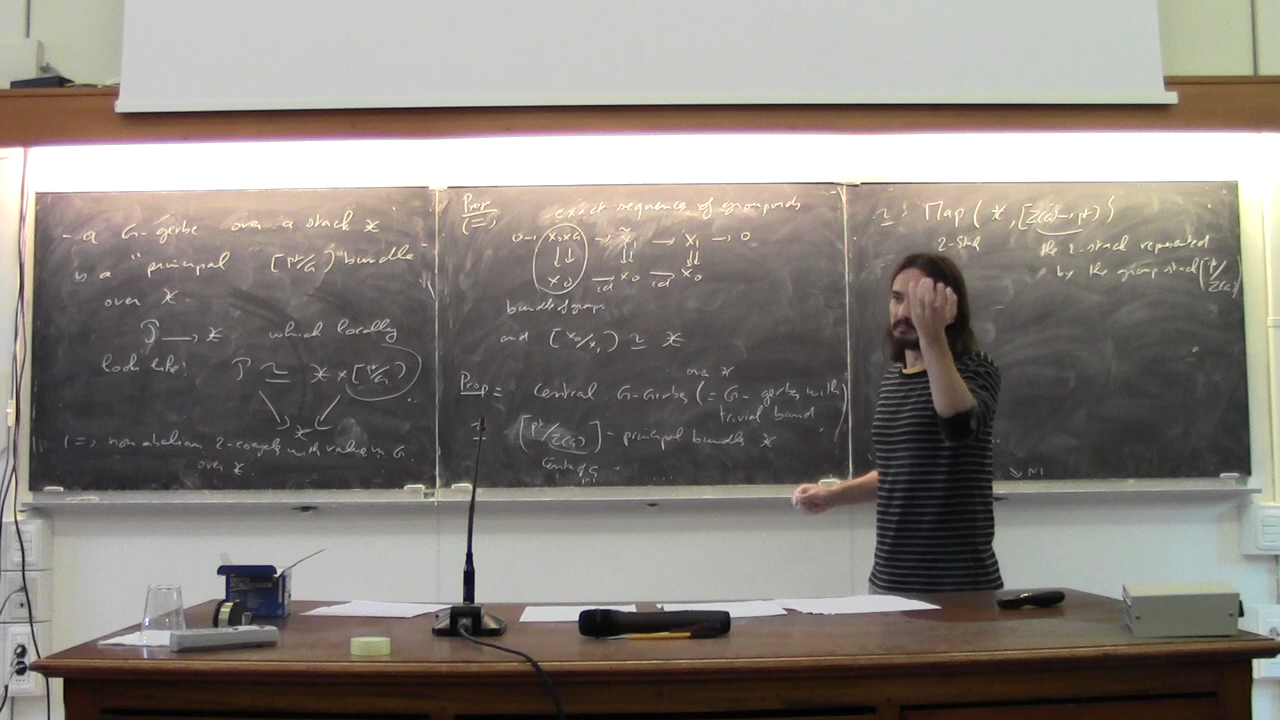 - a G-gerbe over a stack 𝔛
is a "principal [pt/G] bundle
over 𝔛.
P → 𝔛 which locally
look like:
P ≃ 𝔛 × [pt/G]
↘ ↙
𝔛
(=) non abelian 2-cocycle with value in G.
over 𝔛.
Prop
(=)
exact sequence of groupoids
0 → X₀×G → X̃₁ → X₁ → 0
↓↓ ↓↓ ↓↓
X₀ →id X₀ →id X₀
bundle of groups
and [X₀/X₁] ≃ 𝔛.
over 𝔛
Prop = central G-Gerbes (= G-gerbes with
trivial band)
≃ [pt/Z(G)] - principal bundle 𝔛
Center of G
≃ { Map(𝔛, [Z(G) → pt]) }
2-Stack
the 2-stack represented
by the group stack [pt/Z(G)]